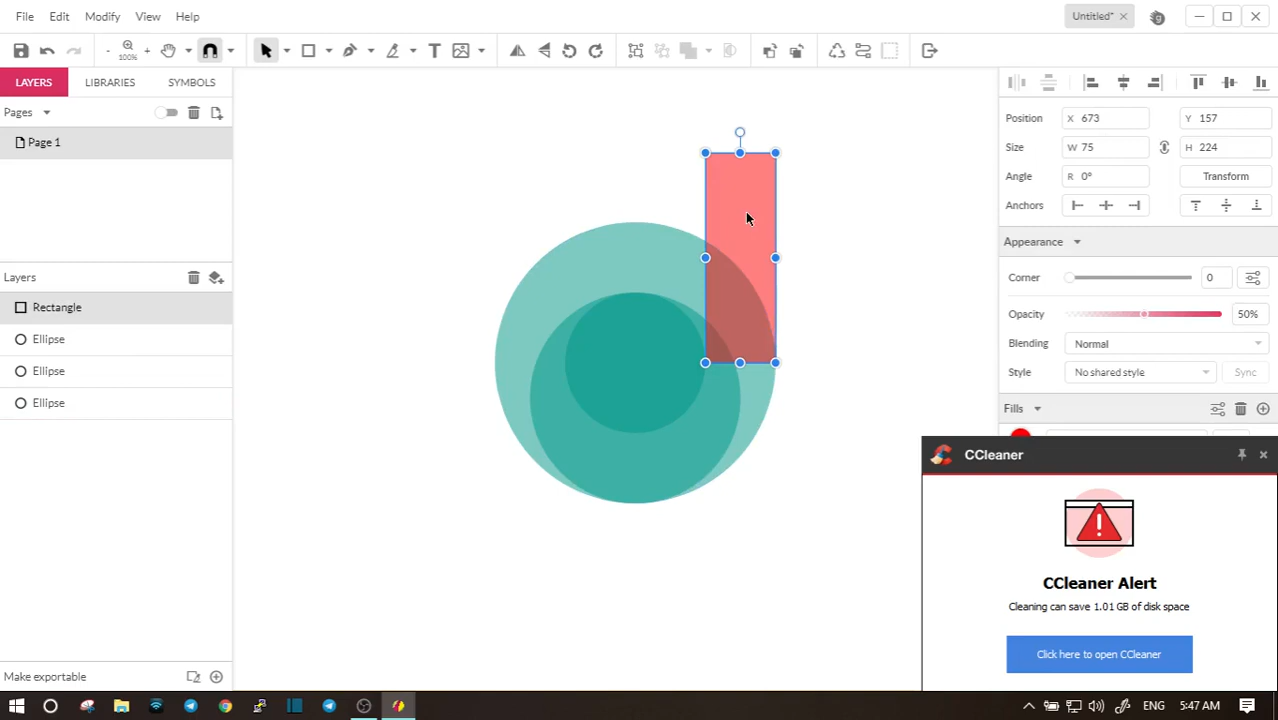 File Edit Modify View Help
Untitled*
- 100% +
T
LAYERS LIBRARIES SYMBOLS
Pages
Page 1
Layers
Rectangle
Ellipse
Ellipse
Ellipse
Make exportable
Position X 673 Y 157
Size W 75 H 224
Angle R 0° Transform
Anchors
Appearance
Corner 0
Opacity 50%
Blending Normal
Style No shared style Sync
Fills
CCleaner
CCleaner Alert
Cleaning can save 1.01 GB of disk space
Click here to open CCleaner
ENG 5:47 AM